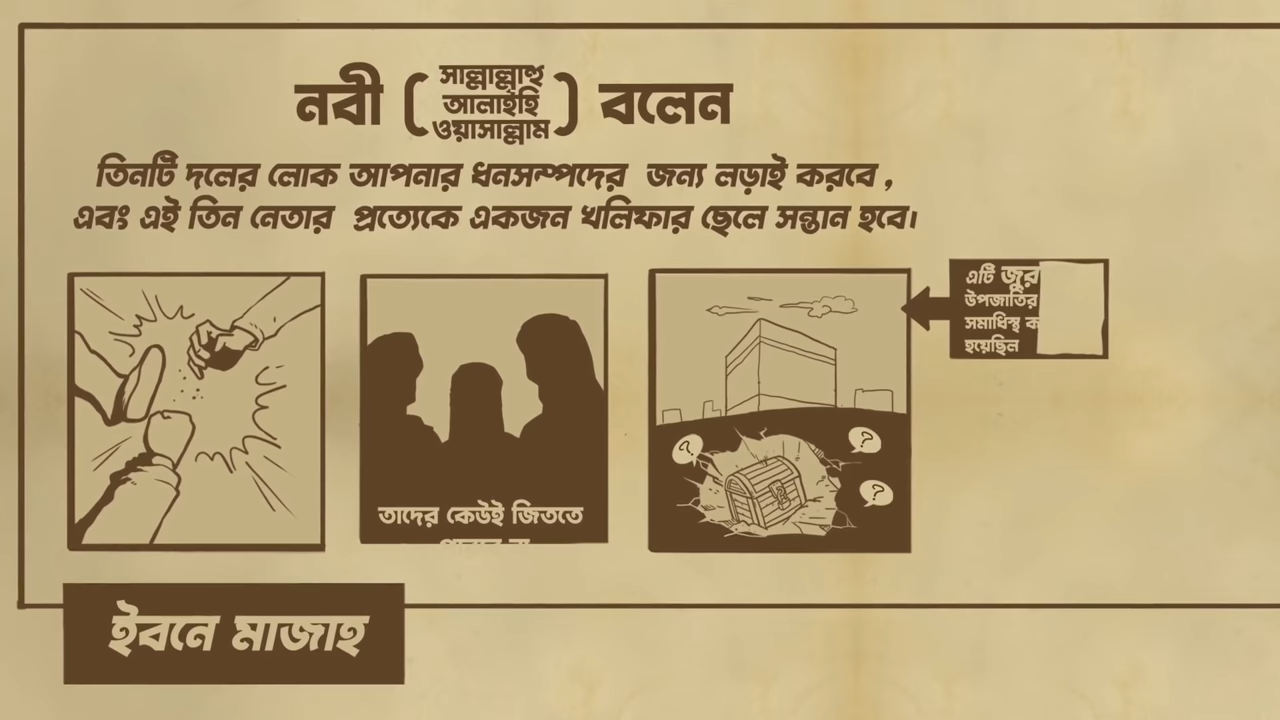 নবী (সাল্লাল্লাহু আলাইহি ওয়াসাল্লাম) বলেন
তিনটি দলের লোক আপনার ধনসম্পদের জন্য লড়াই করবে ,
এবং এই তিন নেতার প্রত্যেকে একজন খলিফার ছেলে সন্তান হবে।
এটি জুর
উপজাতির
সমাধিস্থ ক
হয়েছিল
?
?
?
তাদের কেউই জিততে
ইবনে মাজাহ